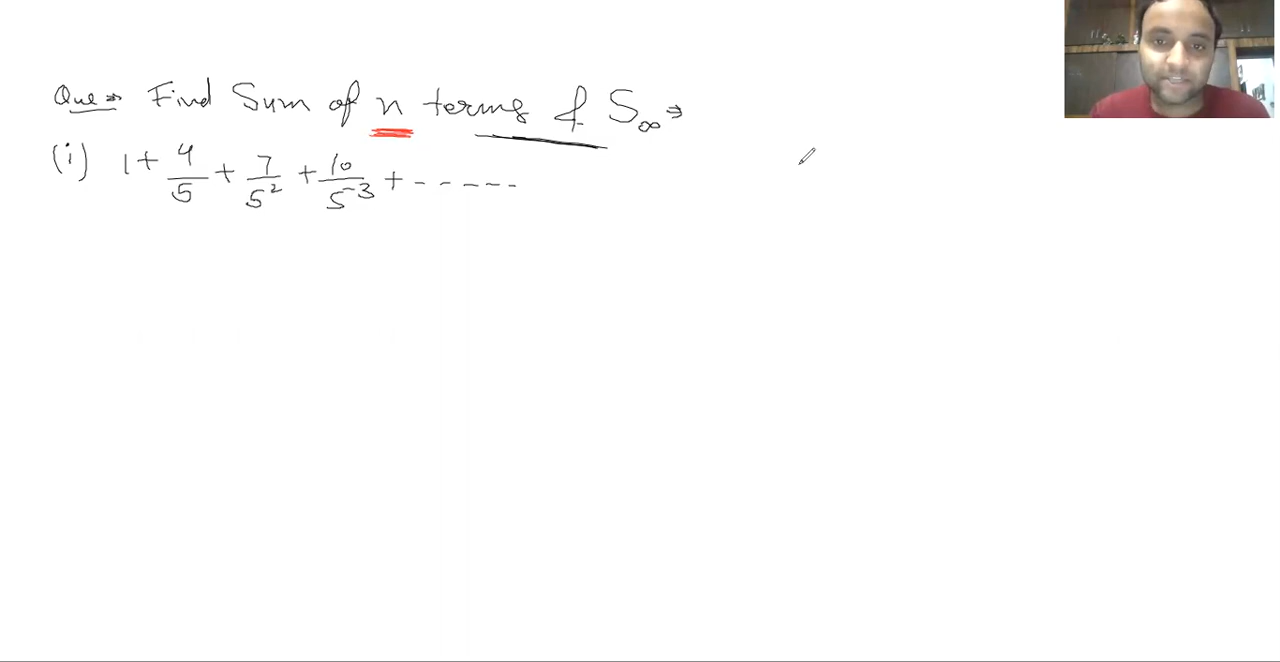 Que⇒ Find Sum of n terms & S∞ ⇒
(i) 1 + 4/5 + 7/5² + 10/5³ + -----